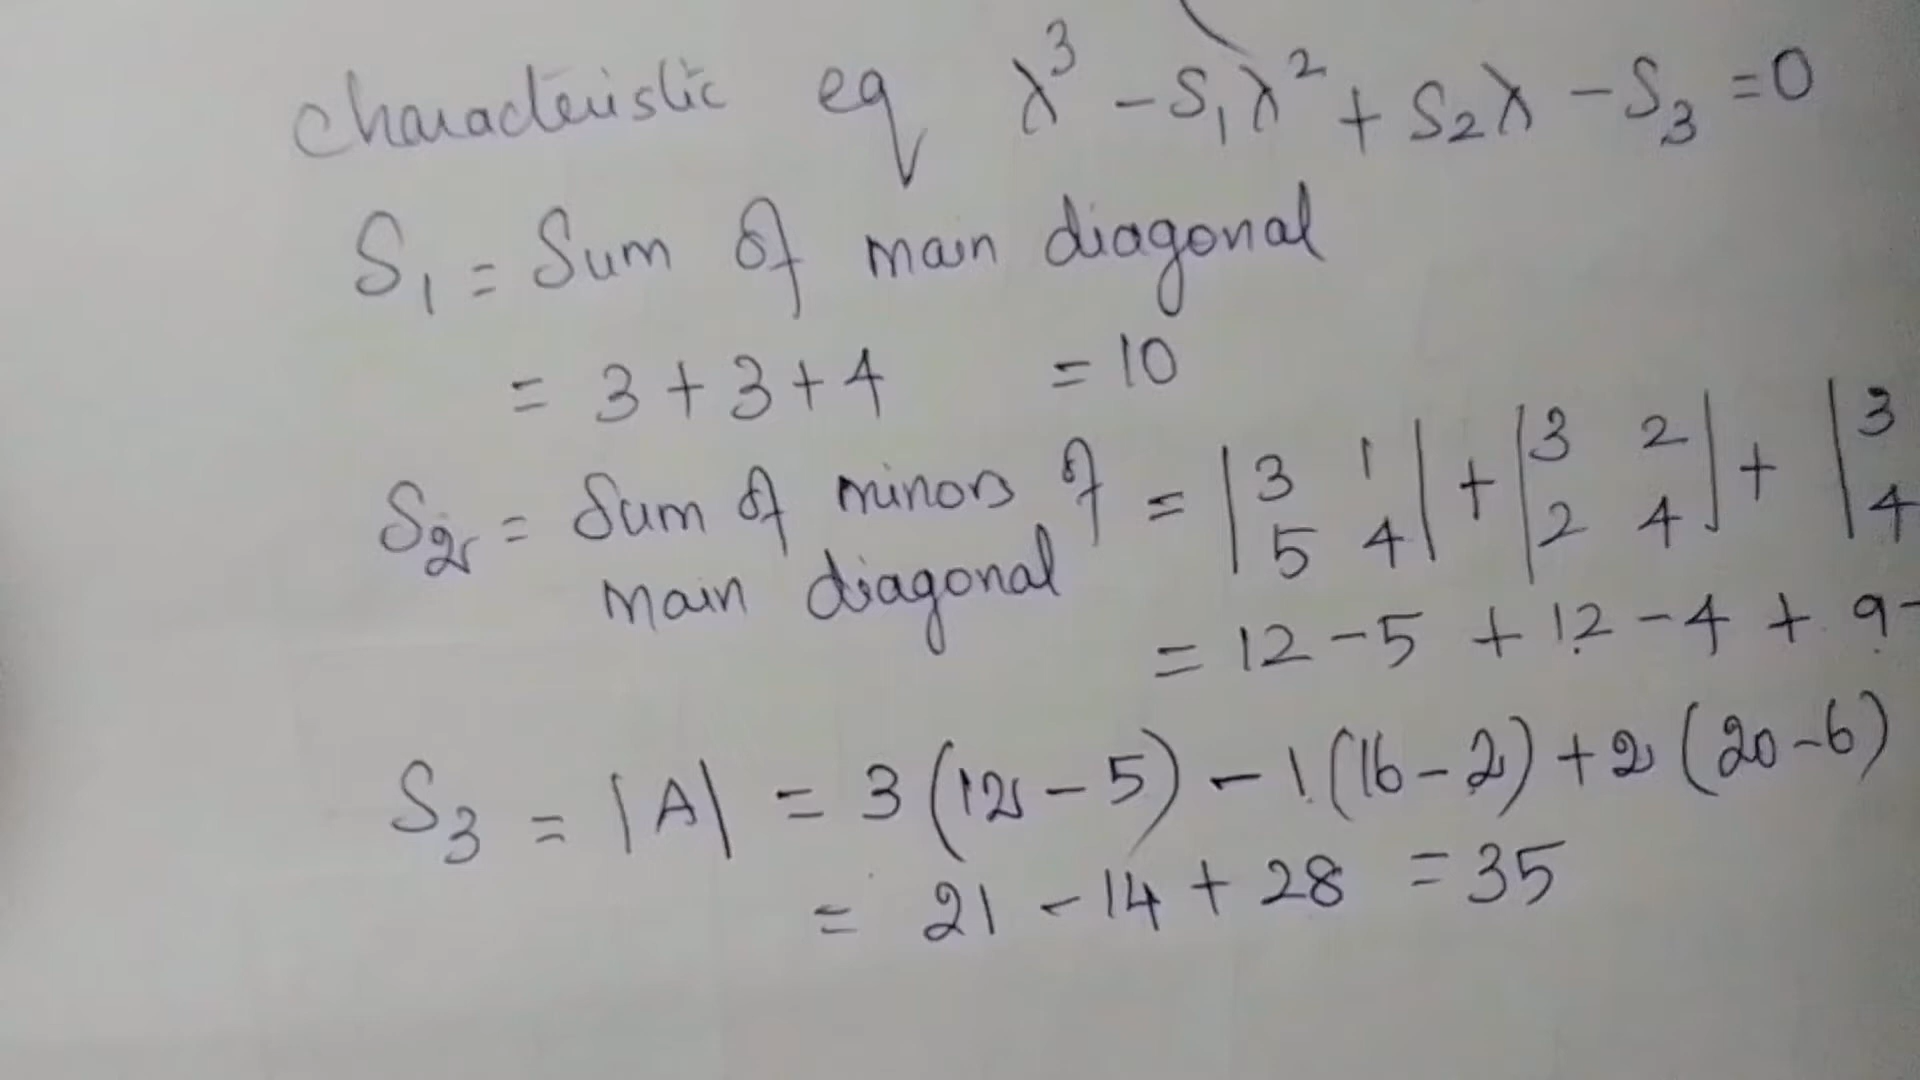 Characteristic eq λ³ - S₁λ² + S₂λ - S₃ = 0
S₁ = Sum of main diagonal
= 3 + 3 + 4 = 10
S₂ = Sum of minors of main diagonal = |3 1; 5 4| + |3 2; 2 4| + |3 4
= 12 - 5 + 12 - 4 + 9 -
S₃ = |A| = 3 (12 - 5) - 1 (16 - 2) + 2 (20 - 6)
= 21 - 14 + 28 = 35